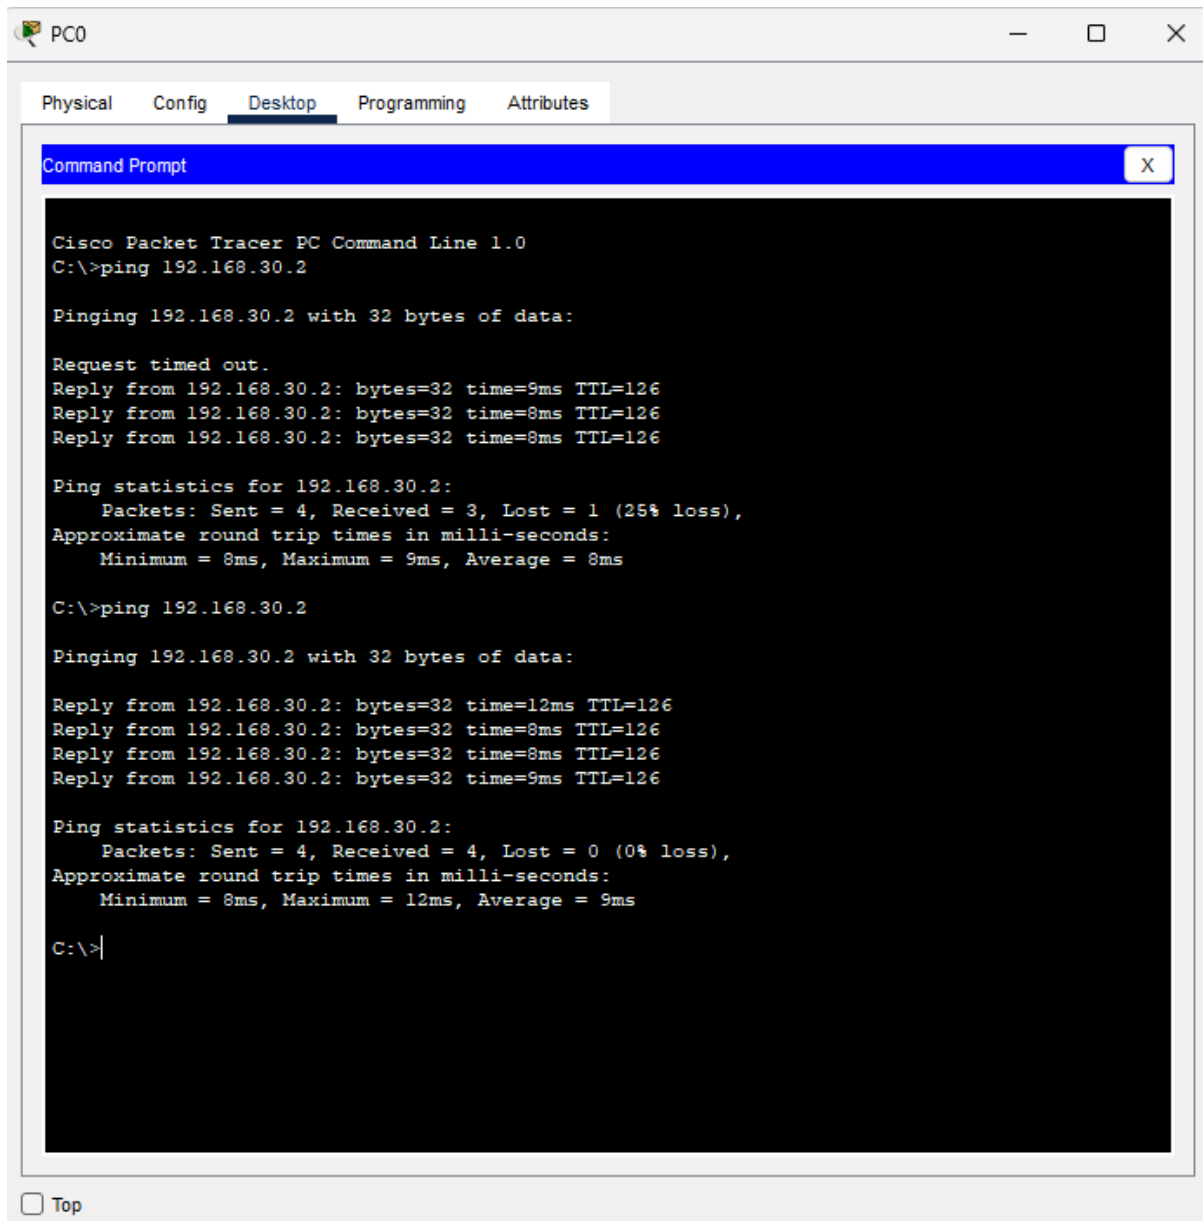 PC0
Physical Config Desktop Programming Attributes
Command Prompt
X
Cisco Packet Tracer PC Command Line 1.0
C:\>ping 192.168.30.2
Pinging 192.168.30.2 with 32 bytes of data:
Request timed out.
Reply from 192.168.30.2: bytes=32 time=9ms TTL=126
Reply from 192.168.30.2: bytes=32 time=8ms TTL=126
Reply from 192.168.30.2: bytes=32 time=8ms TTL=126
Ping statistics for 192.168.30.2:
    Packets: Sent = 4, Received = 3, Lost = 1 (25% loss),
Approximate round trip times in milli-seconds:
    Minimum = 8ms, Maximum = 9ms, Average = 8ms
C:\>ping 192.168.30.2
Pinging 192.168.30.2 with 32 bytes of data:
Reply from 192.168.30.2: bytes=32 time=12ms TTL=126
Reply from 192.168.30.2: bytes=32 time=8ms TTL=126
Reply from 192.168.30.2: bytes=32 time=8ms TTL=126
Reply from 192.168.30.2: bytes=32 time=9ms TTL=126
Ping statistics for 192.168.30.2:
    Packets: Sent = 4, Received = 4, Lost = 0 (0% loss),
Approximate round trip times in milli-seconds:
    Minimum = 8ms, Maximum = 12ms, Average = 9ms
C:\>
Top